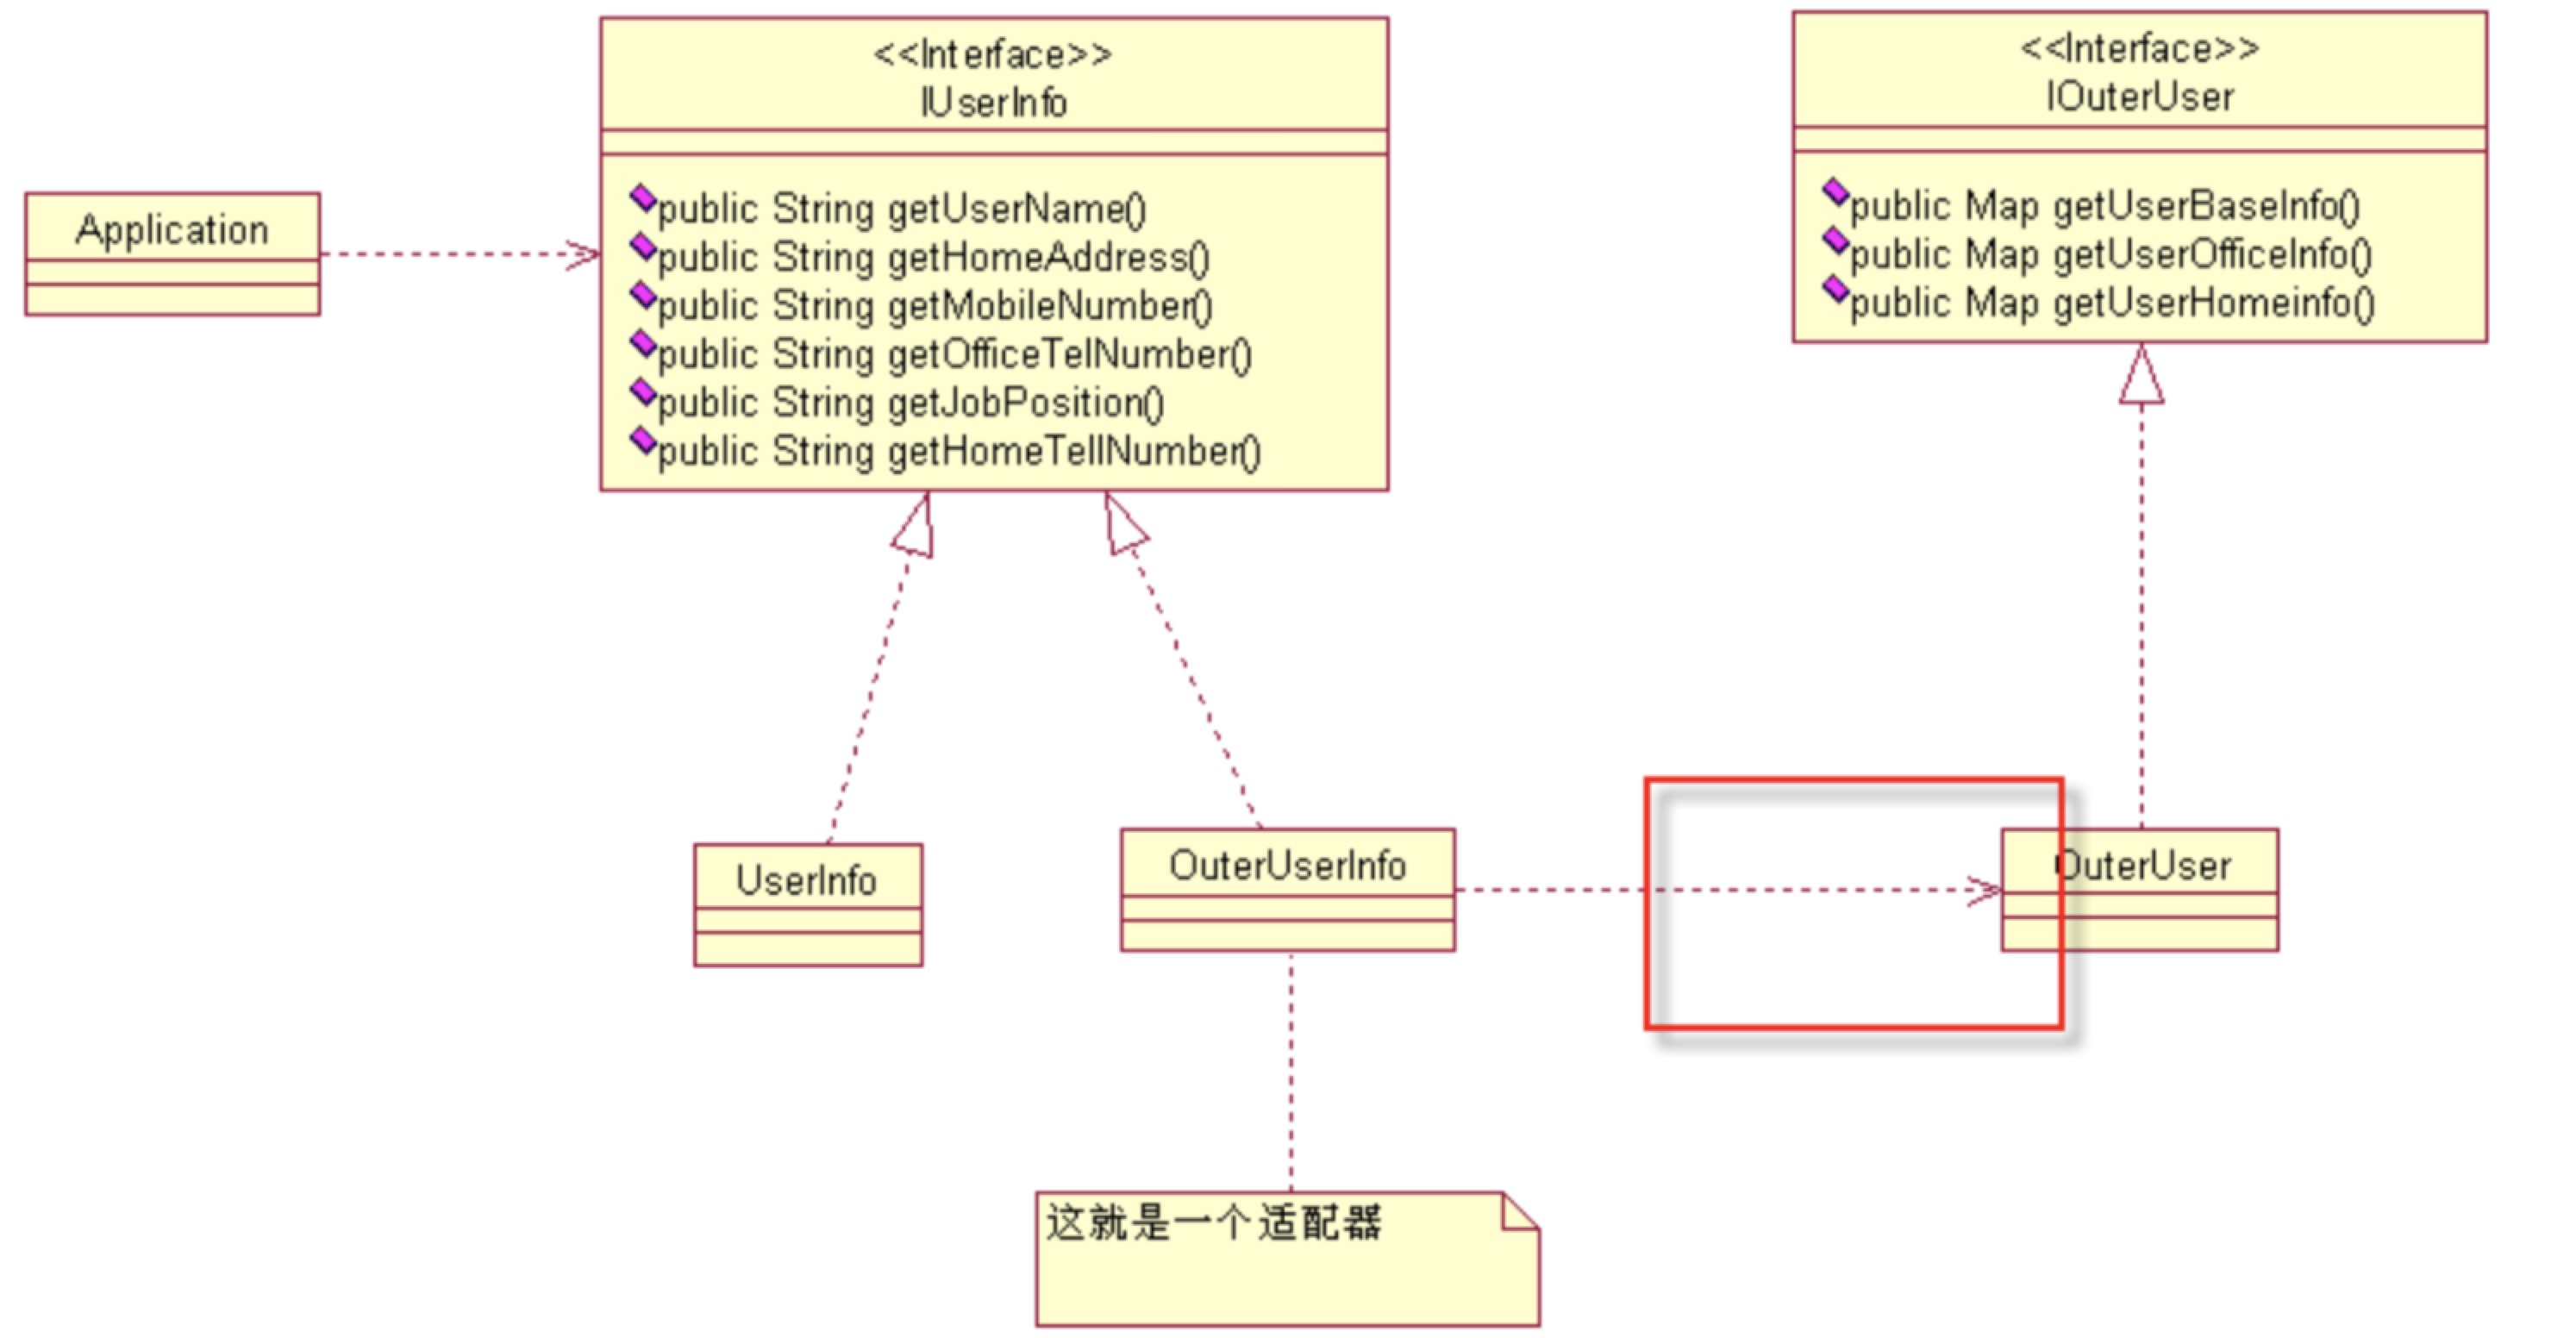 <<Interface>>
IUserInfo
public String getUserName()
public String getHomeAddress()
public String getMobileNumber()
public String getOfficeTelNumber()
public String getJobPosition()
public String getHomeTellNumber()
<<Interface>>
IOuterUser
public Map getUserBaseInfo()
public Map getUserOfficeInfo()
public Map getUserHomeinfo()
Application
UserInfo
OuterUserInfo
OuterUser
这就是一个适配器